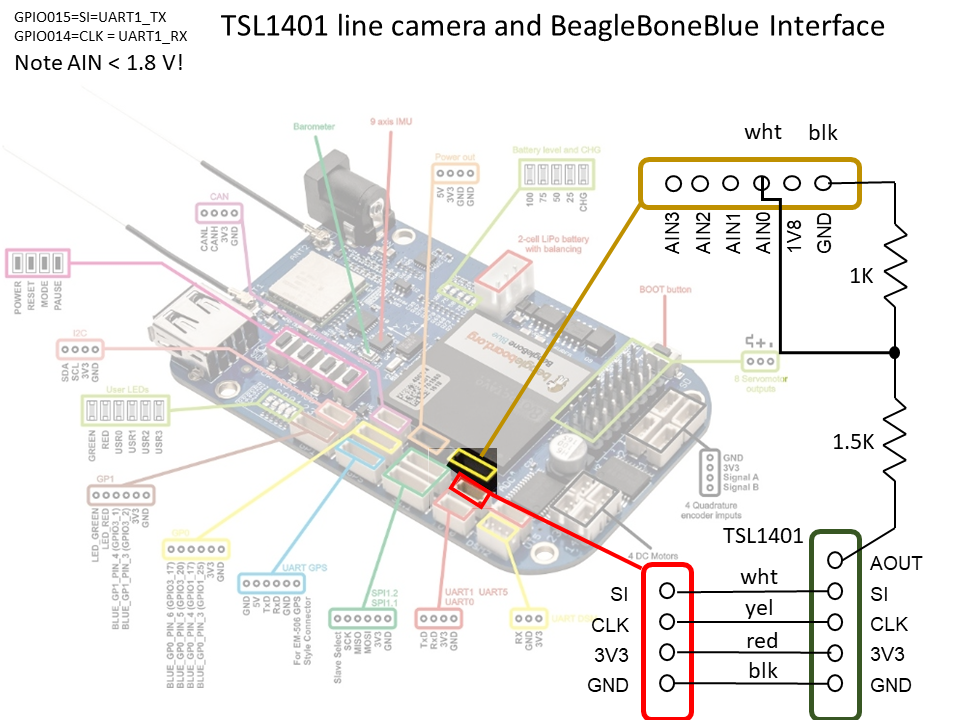 GPIO015=SI=UART1_TX
GPIO014=CLK = UART1_RX
Note AIN < 1.8 V!
TSL1401 line camera and BeagleBoneBlue Interface
wht blk
AIN3
AIN2
AIN1
AIN0
1V8
GND
1K
1.5K
Barometer
9 axis IMU
Power out
5V
3V3
GND
GND
Battery level and CHG
100
75
50
25
CHG
CAN
CANL
CANH
3V3
GND
2-cell LiPo battery
with balancing
BOOT button
POWER
RESET
MODE
PAUSE
I2C
SDA
SCL
3V3
GND
User LEDs
GREEN
RED
USR0
USR1
USR2
USR3
beagleboard.org
BeagleBone Blue
8 Servomotor
outputs
GND
3V3
Signal A
Signal B
4 Quadrature
encoder imputs
4 DC Motors
GP1
LED_GREEN
LED_RED
BLUE_GP1_PIN_4 (GPIO3_1)
BLUE_GP1_PIN_3 (GPIO3_2)
3V3
GND
GP0
BLUE_GP0_PIN_6 (GPIO3_17)
BLUE_GP0_PIN_5 (GPIO3_20)
BLUE_GP0_PIN_4 (GPIO1_17)
BLUE_GP0_PIN_3 (GPIO1_25)
3V3
GND
UART GPS
GND
5V
TxD
RxD
GND
For EM-506 GPS
Style Connector
SPI1.2
SPI1.1
Slave Select
SCK
MISO
MOSI
3V3
GND
UART1 UART5
UART0
TxD
RxD
3V3
GND
RX
GND
3V3
TSL1401
AOUT
SI wht SI
CLK yel CLK
3V3 red 3V3
GND blk GND